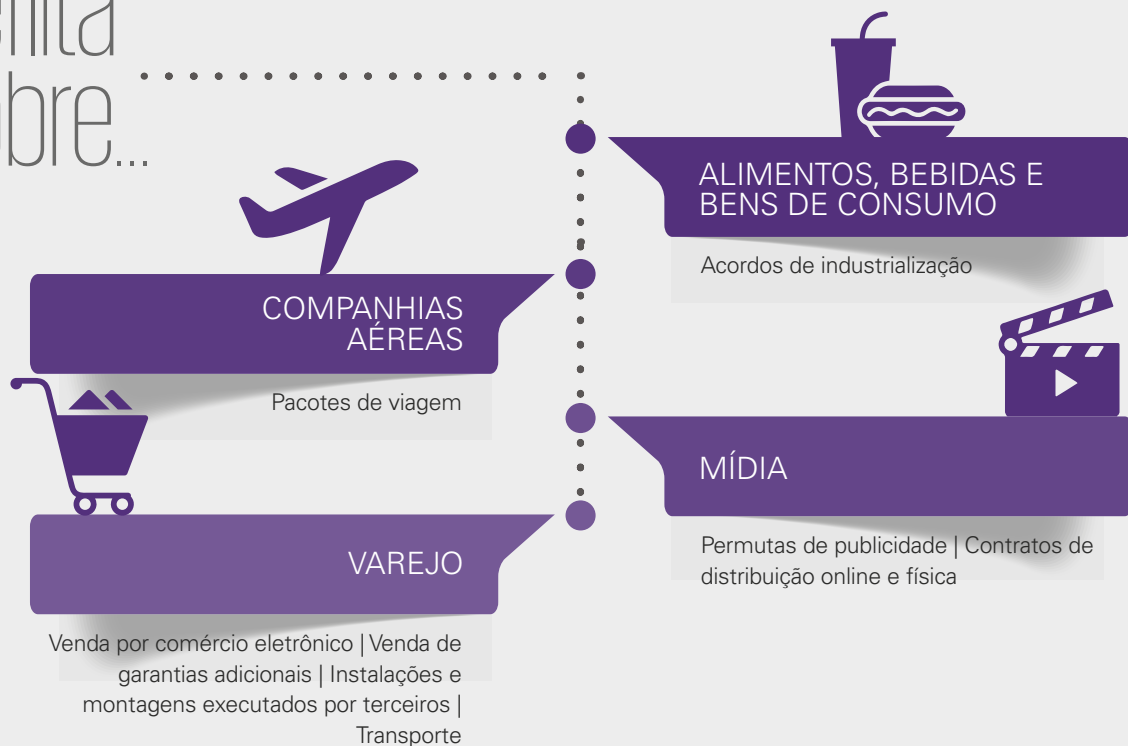 ALIMENTOS, BEBIDAS E
BENS DE CONSUMO
Acordos de industrialização
COMPANHIAS
AÉREAS
Pacotes de viagem
MÍDIA
Permutas de publicidade | Contratos de
distribuição online e física
VAREJO
Venda por comércio eletrônico | Venda de
garantias adicionais | Instalações e
montagens executados por terceiros |
Transporte